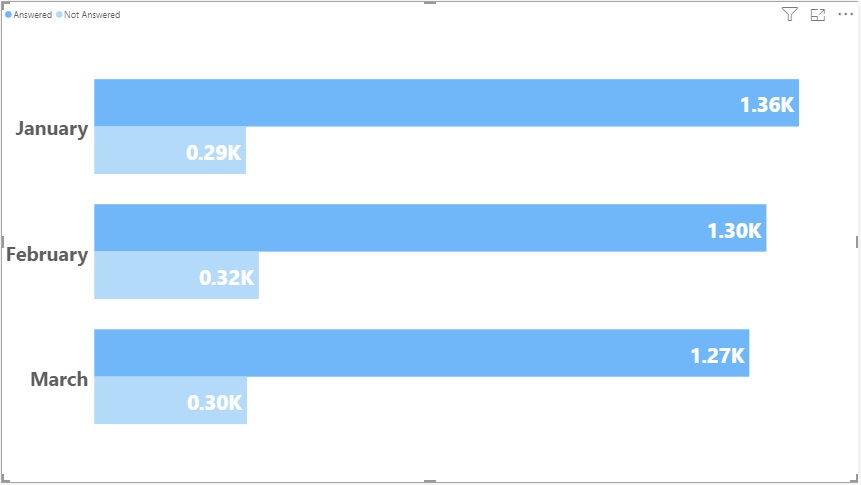 Answered Not Answered
January
1.36K
0.29K
February
1.30K
0.32K
March
1.27K
0.30K